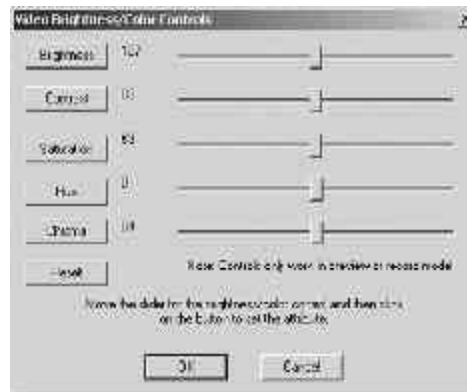 Video Brightness/Color Controls
Brightness
Contrast
Saturation
Hue
Chroma
Reset
Note: Controls only work in preview or record mode!
Move the slider for the brightness/color control and then click
on the button to set the attribute.
OK
Cancel